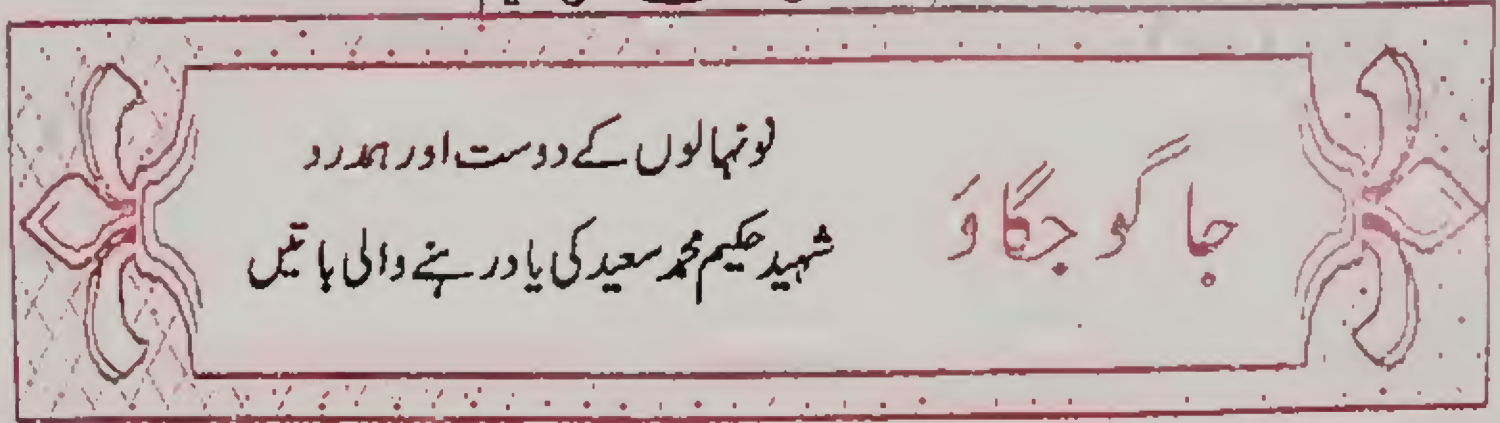 جاگو جگاؤ
نونہالوں کے دوست اور ہمدرد
شہید حکیم محمد سعید کی یاد رہنے والی باتیں